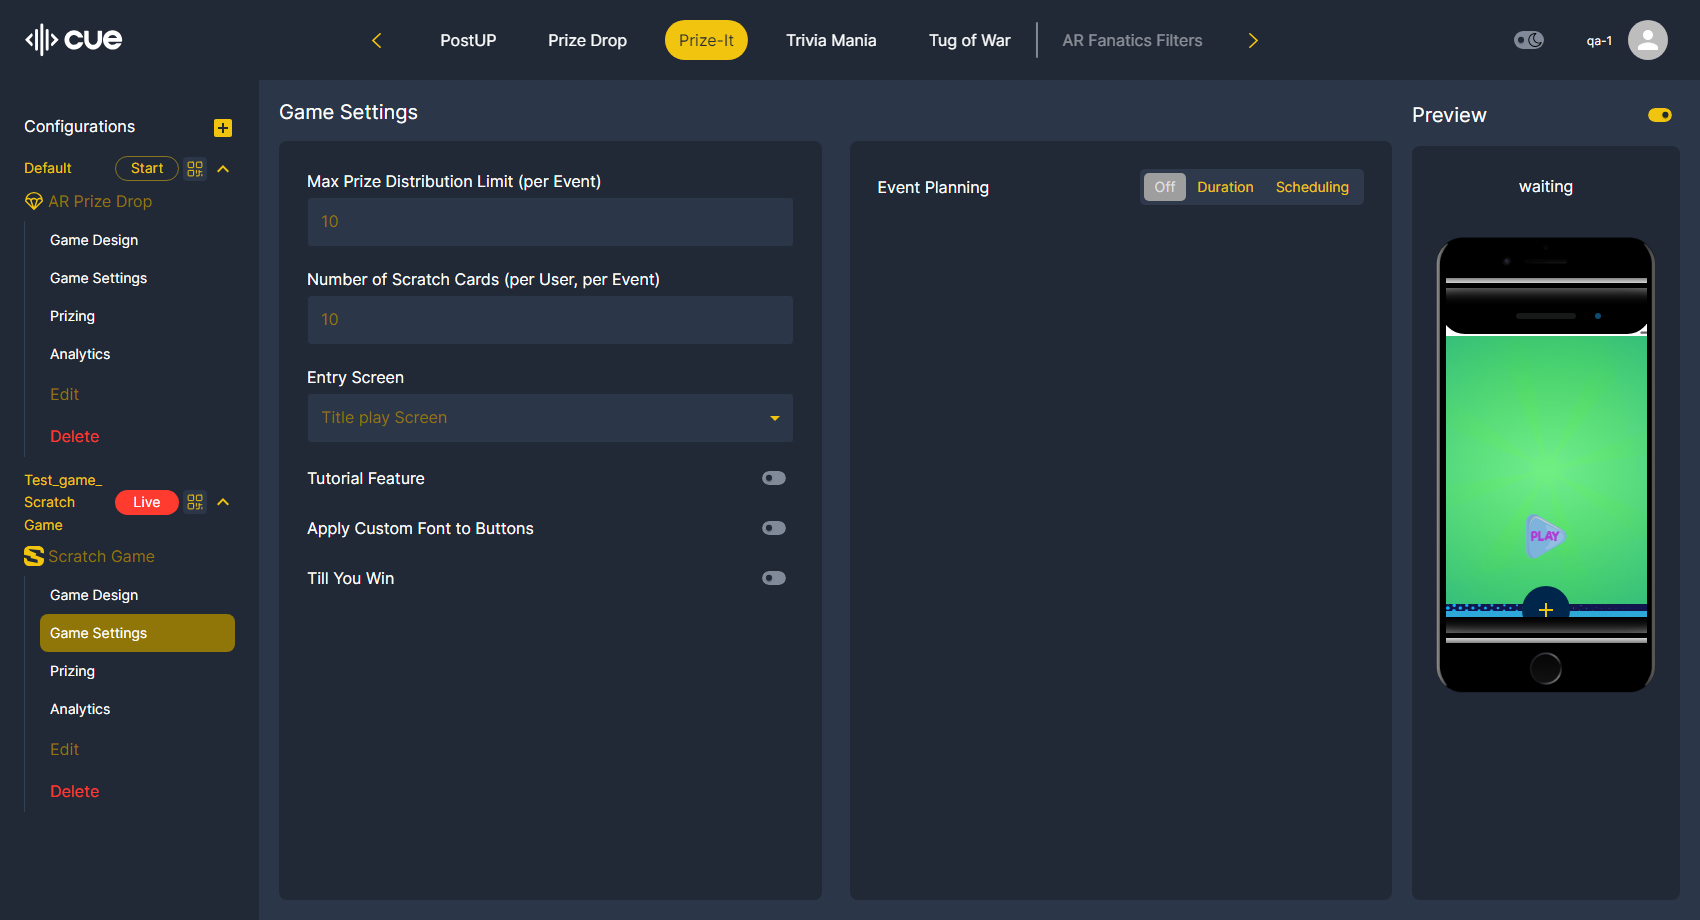 cue
PostUP
Prize Drop
Prize-It
Trivia Mania
Tug of War
AR Fanatics Filters
qa-1
Configurations
Default
Start
AR Prize Drop
Game Design
Game Settings
Prizing
Analytics
Edit
Delete
Test_game_
Scratch
Game
Live
Scratch Game
Game Design
Game Settings
Prizing
Analytics
Edit
Delete
Game Settings
Max Prize Distribution Limit (per Event)
10
Number of Scratch Cards (per User, per Event)
10
Entry Screen
Title play Screen
Tutorial Feature
Apply Custom Font to Buttons
Till You Win
Event Planning
Off
Duration
Scheduling
Preview
waiting
PLAY